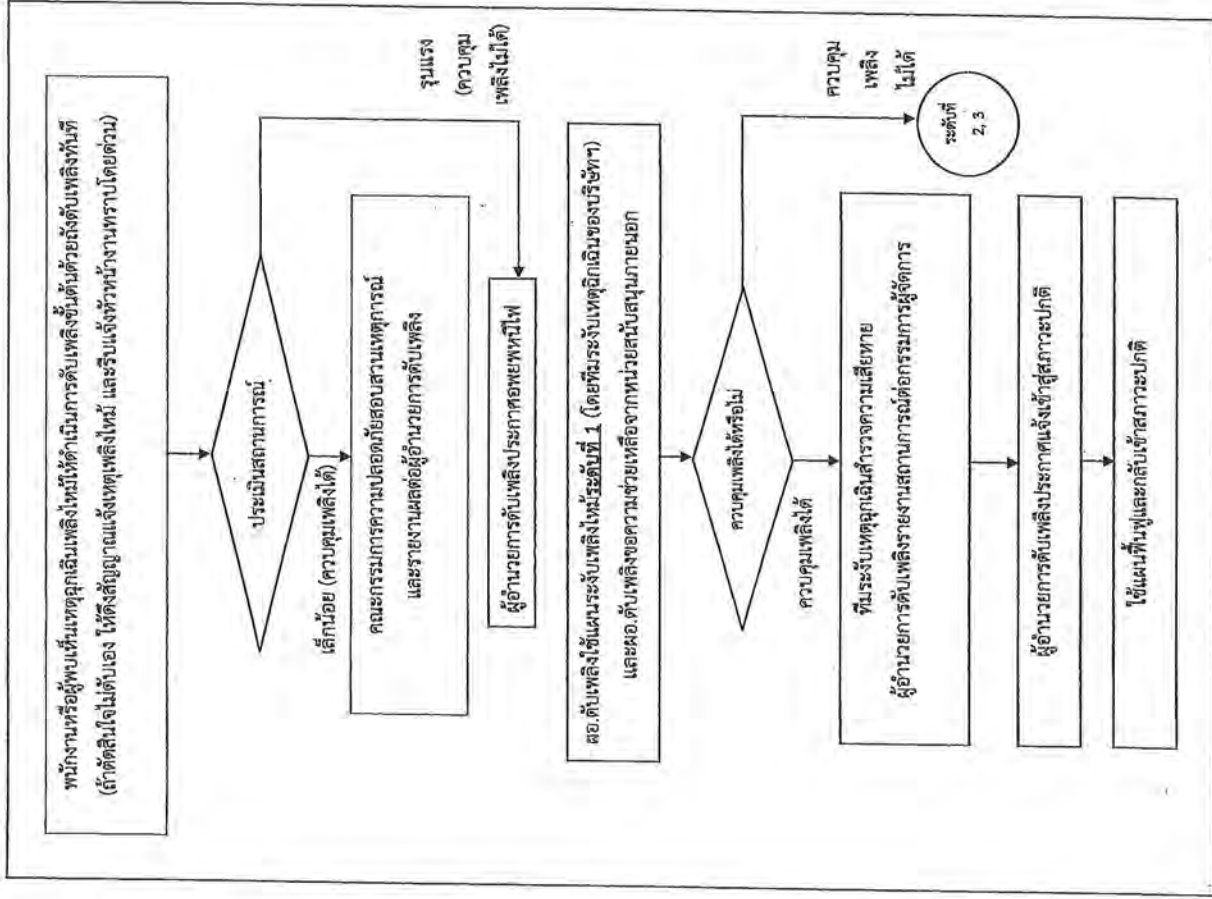 พนักงานหรือผู้พบเห็นเหตุฉุกเฉินเพลิงไหม้ให้ดำเนินการดับเพลิงขั้นต้นด้วยถังดับเพลิงทันที
(ถ้าตัดสินใจไม่ดับเอง ให้ดึงสัญญาณแจ้งเหตุเพลิงไหม้ และรีบแจ้งหัวหน้างานทราบโดยด่วน)
ประเมินสถานการณ์
รุนแรง
(ควบคุม
เพลิงไม่ได้)
เล็กน้อย (ควบคุมเพลิงได้)
คณะกรรมการความปลอดภัยสอบสวนเหตุการณ์
และรายงานผลต่อผู้อำนวยการดับเพลิง
ผู้อำนวยการดับเพลิงประกาศอพยพหนีไฟ
ผอ.ดับเพลิงใช้แผนระงับเพลิงไหม้ระดับที่ 1 (โดยทีมระงับเหตุฉุกเฉินของบริษัทฯ)
และผอ.ดับเพลิงขอความช่วยเหลือจากหน่วยสนับสนุนภายนอก
ควบคุมเพลิงได้หรือไม่
ควบคุม
เพลิง
ไม่ได้
ควบคุมเพลิงได้
ระดับที่
2, 3
ทีมระงับเหตุฉุกเฉินสำรวจความเสียหาย
ผู้อำนวยการดับเพลิงรายงานสถานการณ์ต่อกรรมการผู้จัดการ
ผู้อำนวยการดับเพลิงประกาศแจ้งเข้าสู่สภาวะปกติ
ใช้แผนฟื้นฟูและกลับเข้าสภาวะปกติ